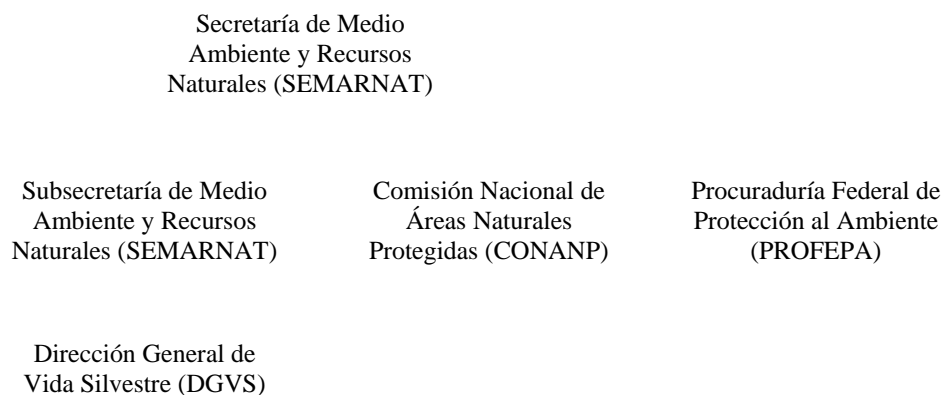 Secretaría de Medio
Ambiente y Recursos
Naturales (SEMARNAT)
Subsecretaría de Medio
Ambiente y Recursos
Naturales (SEMARNAT)
Comisión Nacional de
Áreas Naturales
Protegidas (CONANP)
Procuraduría Federal de
Protección al Ambiente
(PROFEPA)
Dirección General de
Vida Silvestre (DGVS)